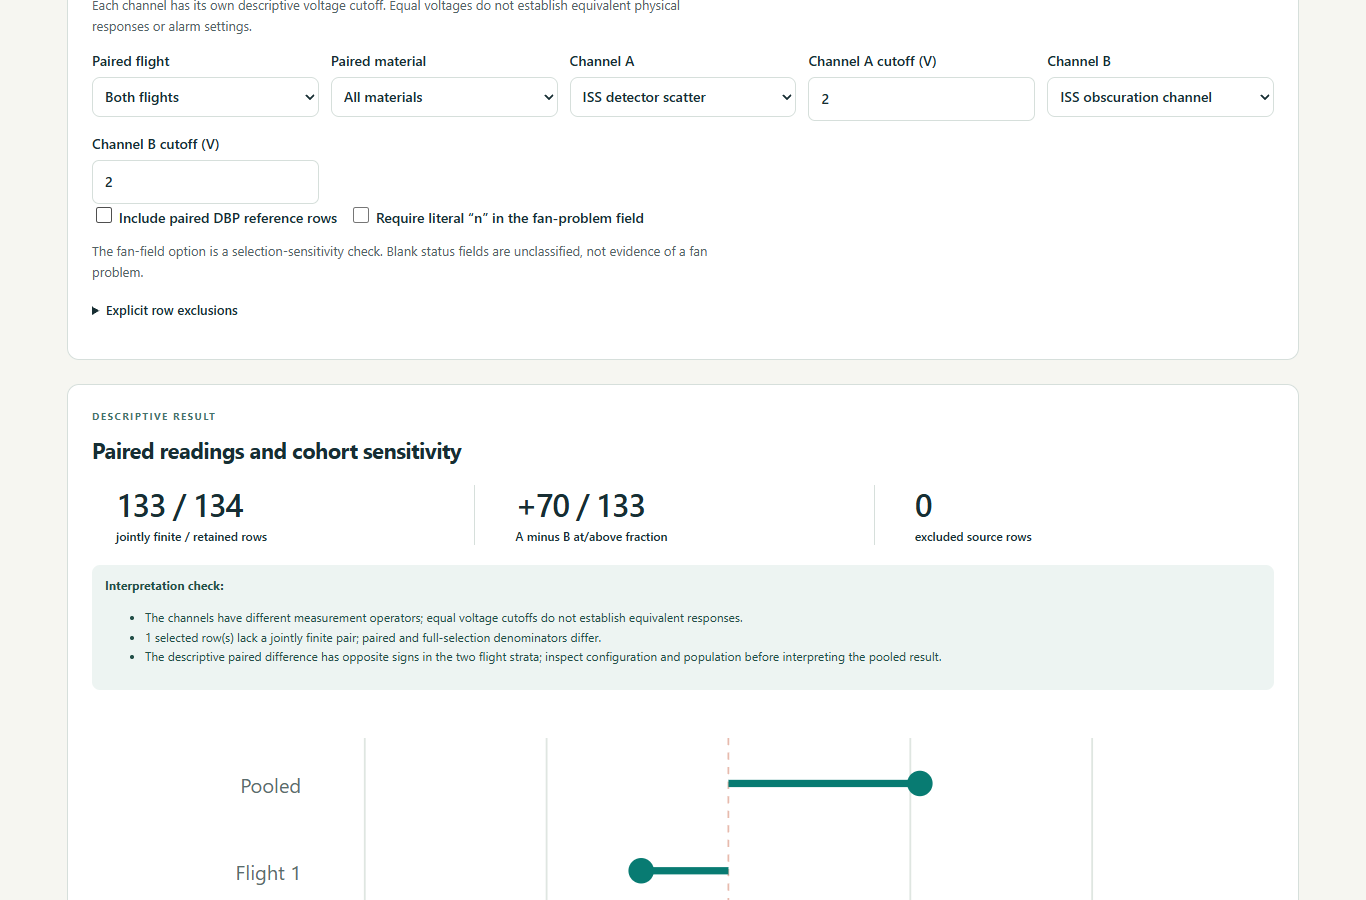 Each channel has its own descriptive voltage cutoff. Equal voltages do not establish equivalent physical
responses or alarm settings.
Paired flight
Paired material
Channel A
Channel A cutoff (V)
Channel B
Both flights
All materials
ISS detector scatter
2
ISS obscuration channel
Channel B cutoff (V)
2
Include paired DBP reference rows
Require literal “n” in the fan-problem field
The fan-field option is a selection-sensitivity check. Blank status fields are unclassified, not evidence of a fan
problem.
Explicit row exclusions
DESCRIPTIVE RESULT
Paired readings and cohort sensitivity
133 / 134
jointly finite / retained rows
+70 / 133
A minus B at/above fraction
0
excluded source rows
Interpretation check:
The channels have different measurement operators; equal voltage cutoffs do not establish equivalent responses.
1 selected row(s) lack a jointly finite pair; paired and full-selection denominators differ.
The descriptive paired difference has opposite signs in the two flight strata; inspect configuration and population before interpreting the pooled result.
Pooled
Flight 1